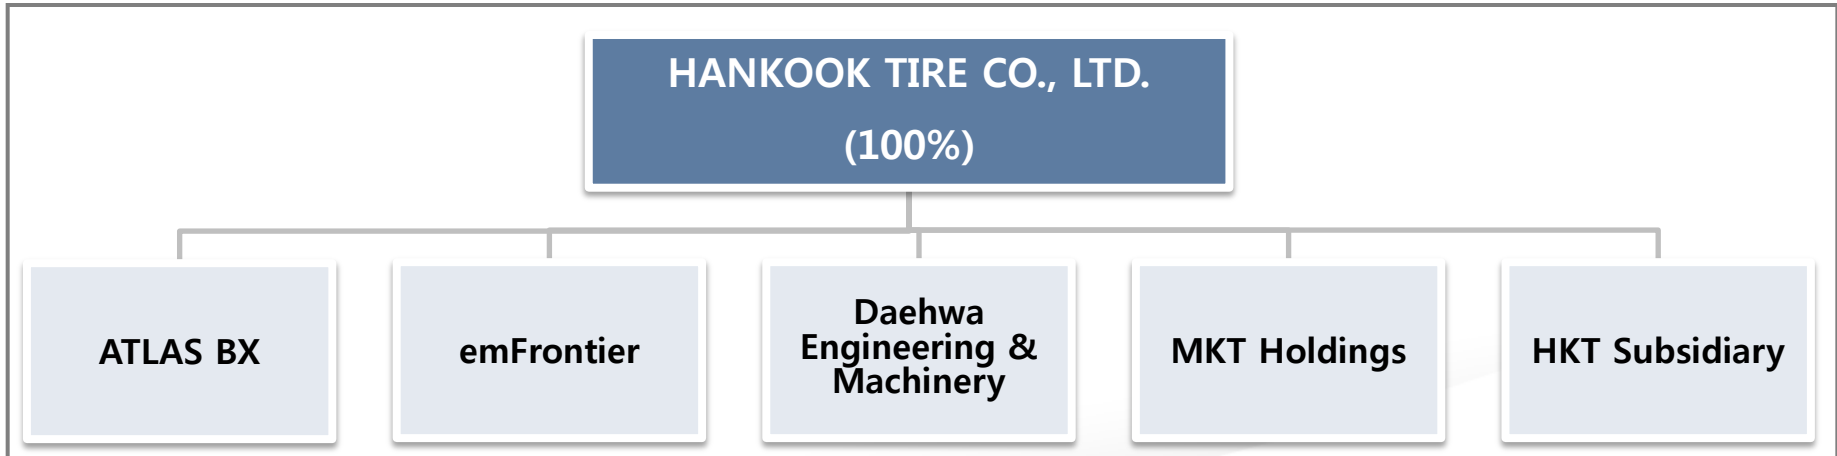 HANKOOK TIRE CO., LTD.
(100%)
ATLAS BX
emFrontier
Daehwa
Engineering &
Machinery
MKT Holdings
HKT Subsidiary